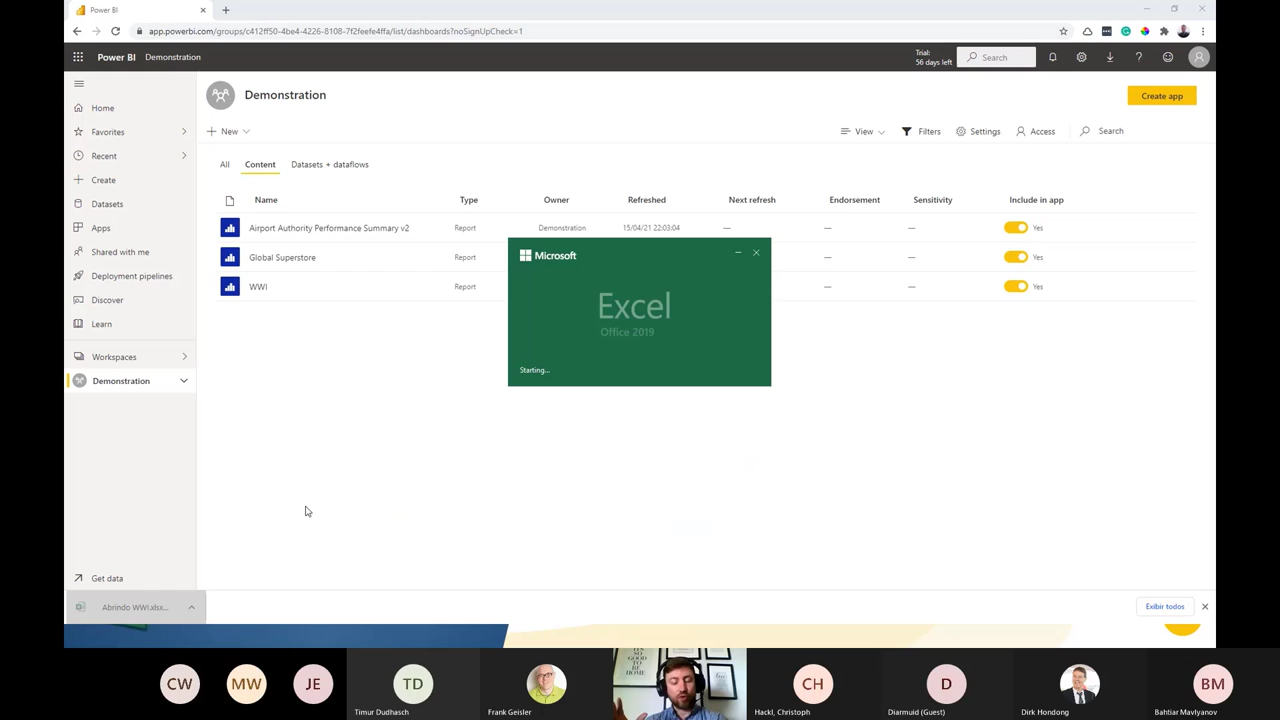 Power BI
app.powerbi.com/groups/c412ff50-4be4-4226-8108-7f2feefe4ffa/list/dashboards?noSignUpCheck=1
Power BI Demonstration
Trial:
56 days left
Search
Demonstration
Create app
Home
Favorites
Recent
Create
Datasets
Apps
Shared with me
Deployment pipelines
Discover
Learn
Workspaces
Demonstration
Get data
New
View
Filters
Settings
Access
Search
All Content Datasets + dataflows
Name Type Owner Refreshed Next refresh Endorsement Sensitivity Include in app
Airport Authority Performance Summary v2 Report Demonstration 15/04/21 22:03:04 — — — Yes
Global Superstore Report — — Yes
WWI Report — — Yes
Microsoft
Excel
Office 2019
Starting...
Abrindo WWI.xlsx...
Exibir todos
CW
MW
JE
TD
Timur Dudhasch
Frank Geisler
CH
Hackl, Christoph
D
Diarmuid (Guest)
Dirk Hondong
BM
Bahtiar Mavlyanov